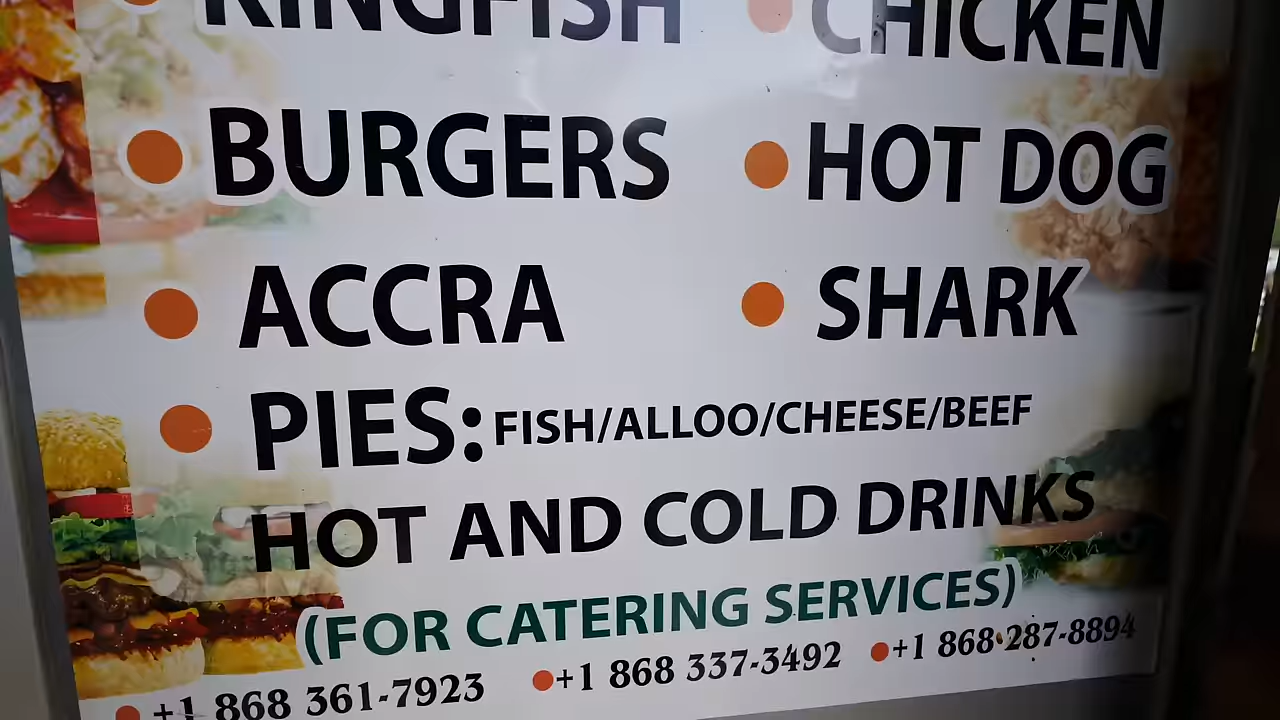 KINGFISH CHICKEN
BURGERS HOT DOG
ACCRA SHARK
PIES: FISH/ALLOO/CHEESE/BEEF
HOT AND COLD DRINKS
(FOR CATERING SERVICES)
+1 868 361-7923 +1 868 337-3492 +1 868 287-8894